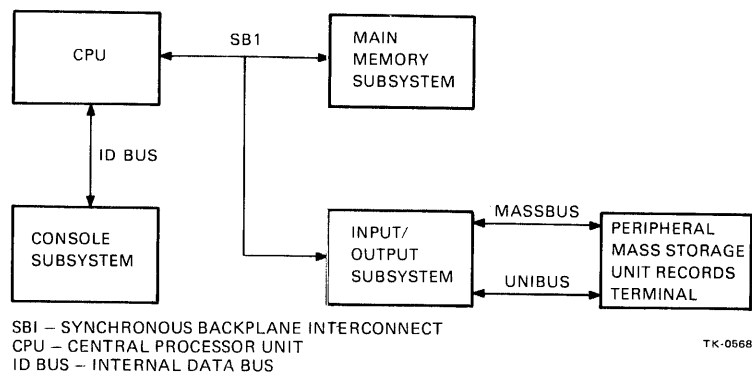 CPU
SB1
MAIN
MEMORY
SUBSYSTEM
ID BUS
CONSOLE
SUBSYSTEM
INPUT/
OUTPUT
SUBSYSTEM
MASSBUS
UNIBUS
PERIPHERAL
MASS STORAGE
UNIT RECORDS
TERMINAL
SBI – SYNCHRONOUS BACKPLANE INTERCONNECT
CPU – CENTRAL PROCESSOR UNIT
ID BUS – INTERNAL DATA BUS
TK-0568